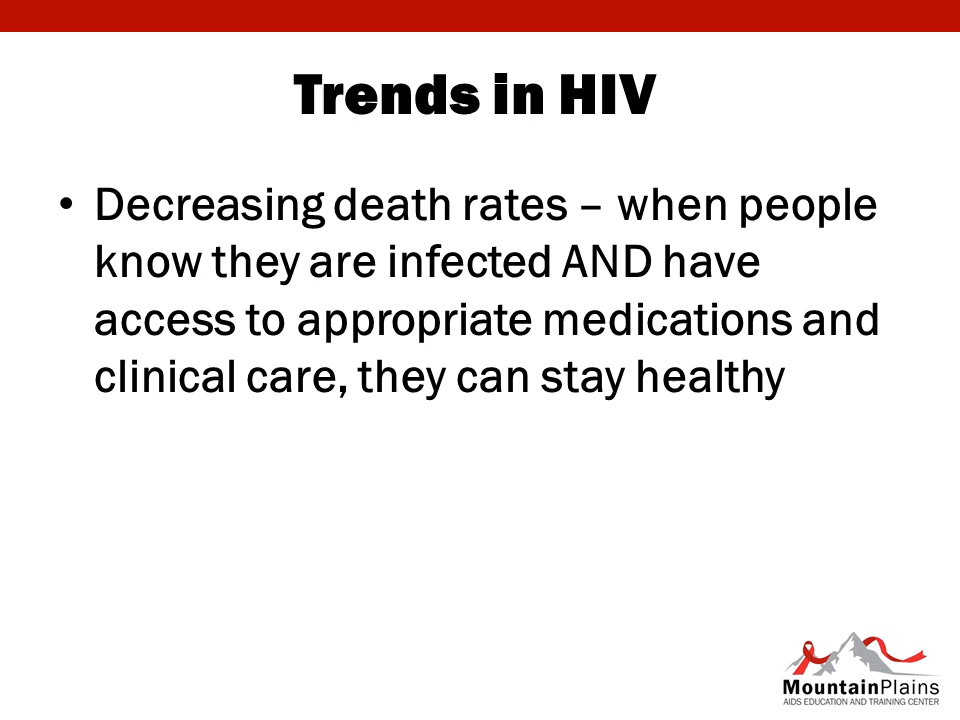 Trends in HIV
• Decreasing death rates – when people
know they are infected AND have
access to appropriate medications and
clinical care, they can stay healthy
MountainPlains
AIDS EDUCATION AND TRAINING CENTER